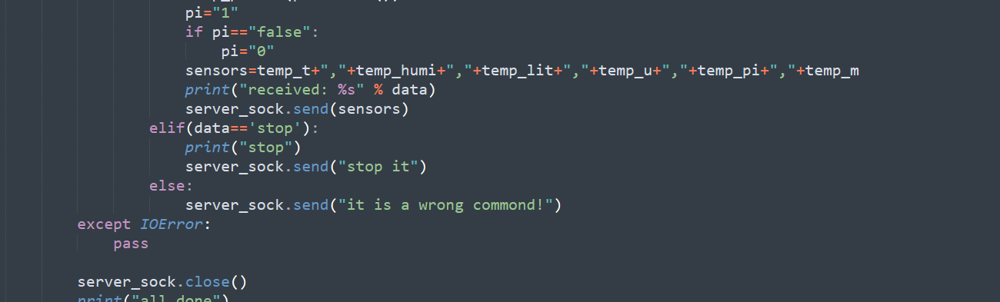 pi="1"
if pi=="false":
pi="0"
sensors=temp_t+","+temp_humi+","+temp_lit+","+temp_u+","+temp_pi+","+temp_m
print("received: %s" % data)
server_sock.send(sensors)
elif(data=='stop'):
print("stop")
server_sock.send("stop it")
else:
server_sock.send("it is a wrong commond!")
except IOError:
pass
server_sock.close()
print("all done")